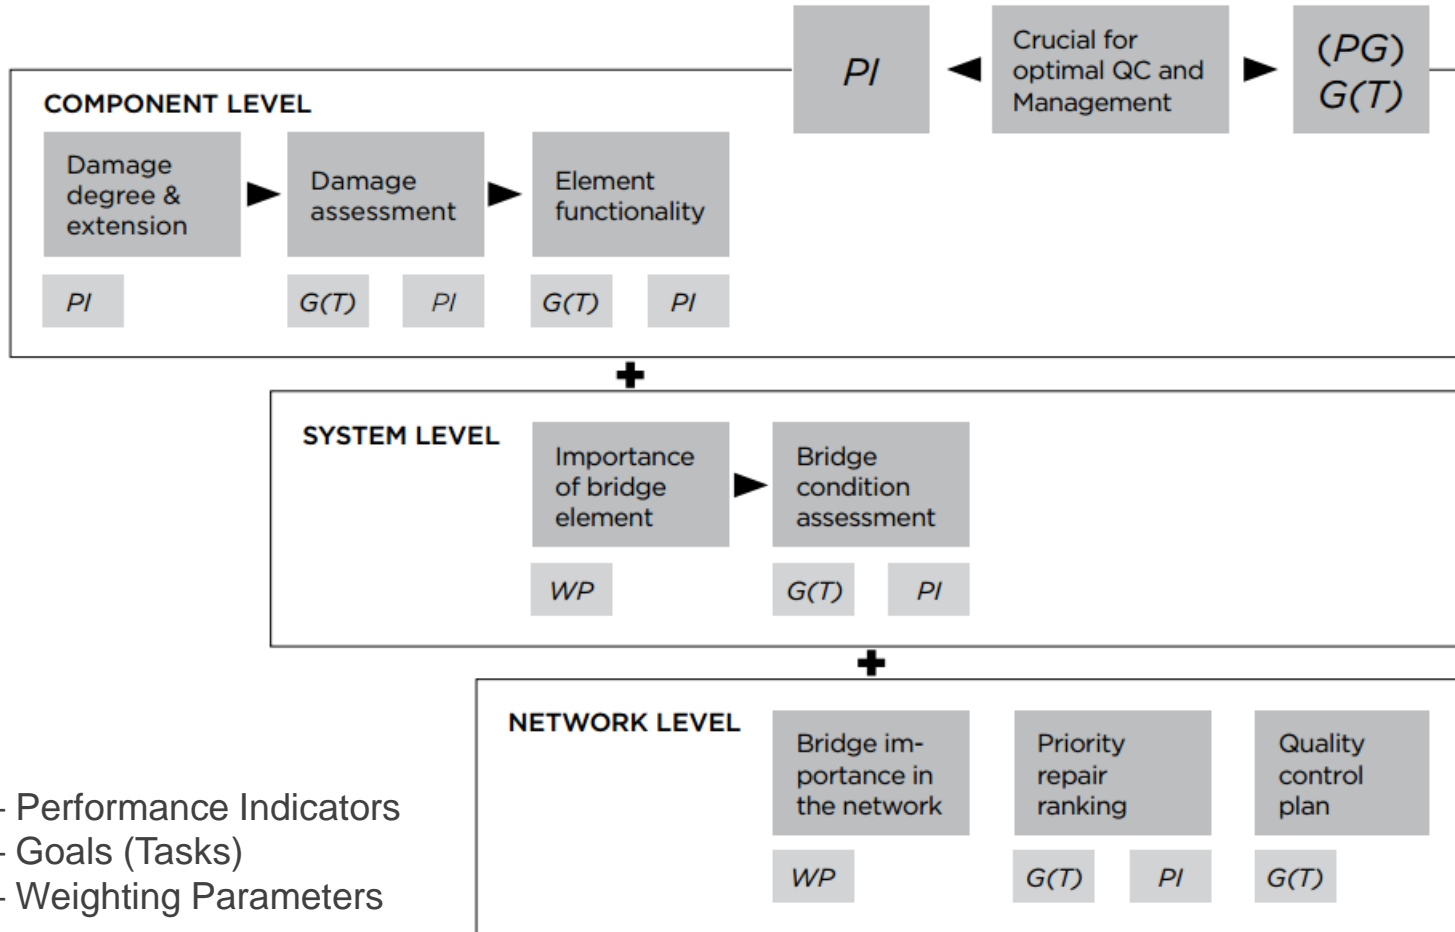 PI
Crucial for
optimal QC and
Management
(PG)
G(T)
COMPONENT LEVEL
Damage
degree &
extension
Damage
assessment
Element
functionality
PI
G(T)
PI
G(T)
PI
+
SYSTEM LEVEL
Importance
of bridge
element
Bridge
condition
assessment
WP
G(T)
PI
+
NETWORK LEVEL
Bridge im-
portance in
the network
Priority
repair
ranking
Quality
control
plan
WP
G(T)
PI
G(T)
- Performance Indicators
- Goals (Tasks)
- Weighting Parameters